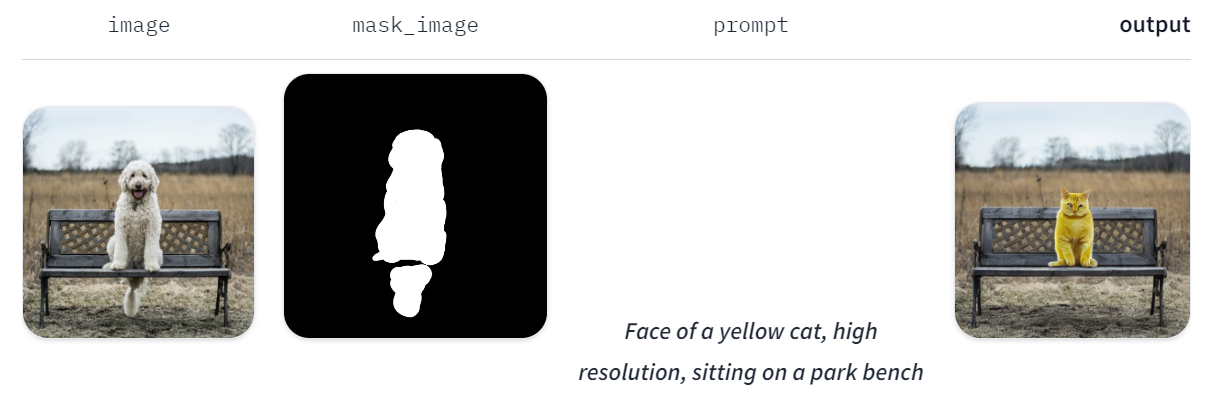 image
mask_image
prompt
output
Face of a yellow cat, high
resolution, sitting on a park bench